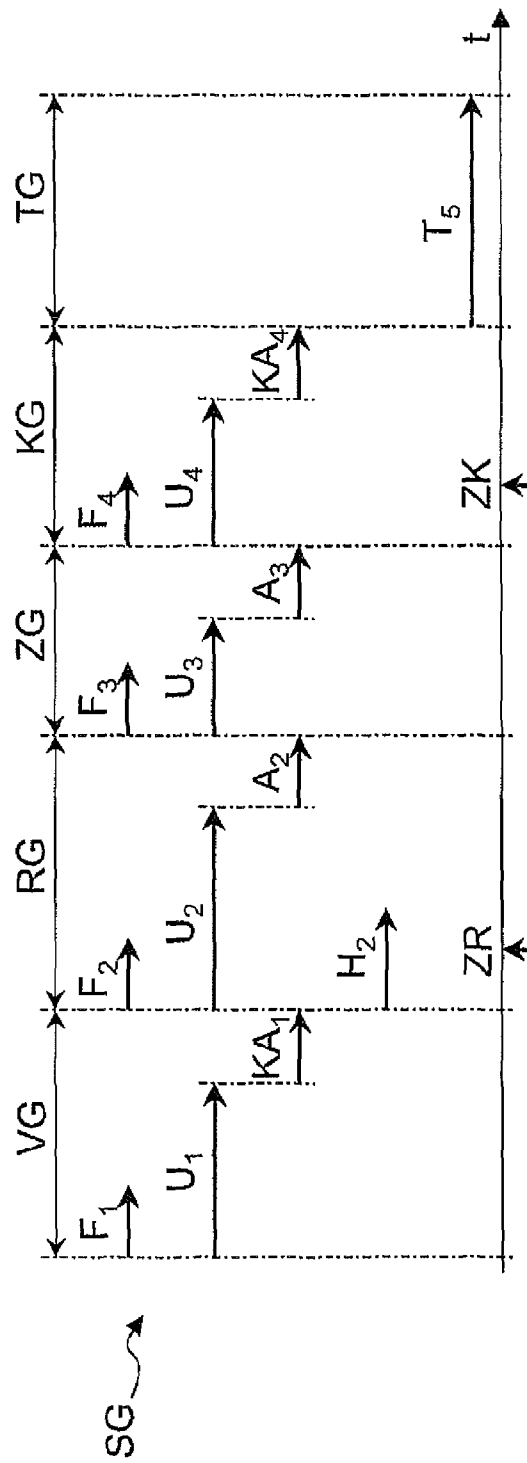 SG
VG RG ZG KG TG
F₁ F₂ F₃ F₄
U₁ U₂ U₃ U₄
KA₁ A₂ A₃ KA₄
H₂
T₅
ZR ZK t